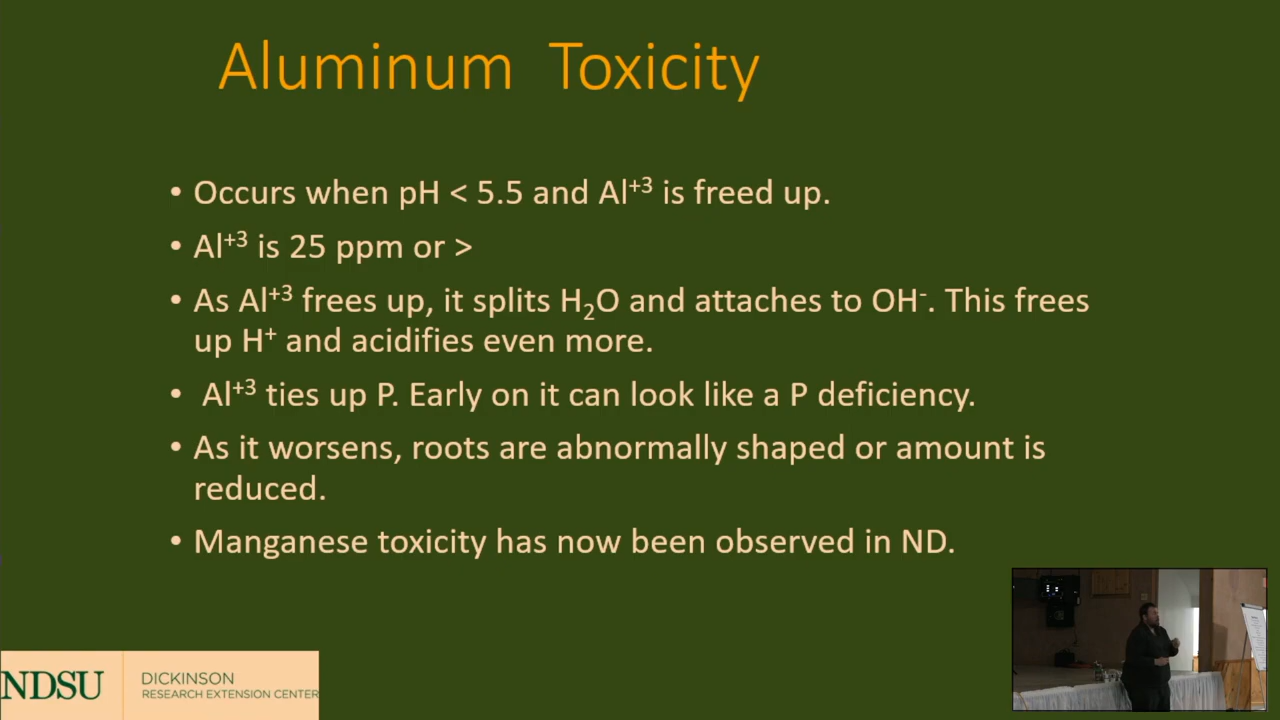 Aluminum Toxicity
• Occurs when pH < 5.5 and Al⁺³ is freed up.
• Al⁺³ is 25 ppm or >
• As Al⁺³ frees up, it splits H₂O and attaches to OH⁻. This frees
up H⁺ and acidifies even more.
• Al⁺³ ties up P. Early on it can look like a P deficiency.
• As it worsens, roots are abnormally shaped or amount is
reduced.
• Manganese toxicity has now been observed in ND.
NDSU
DICKINSON
RESEARCH EXTENSION CENTER